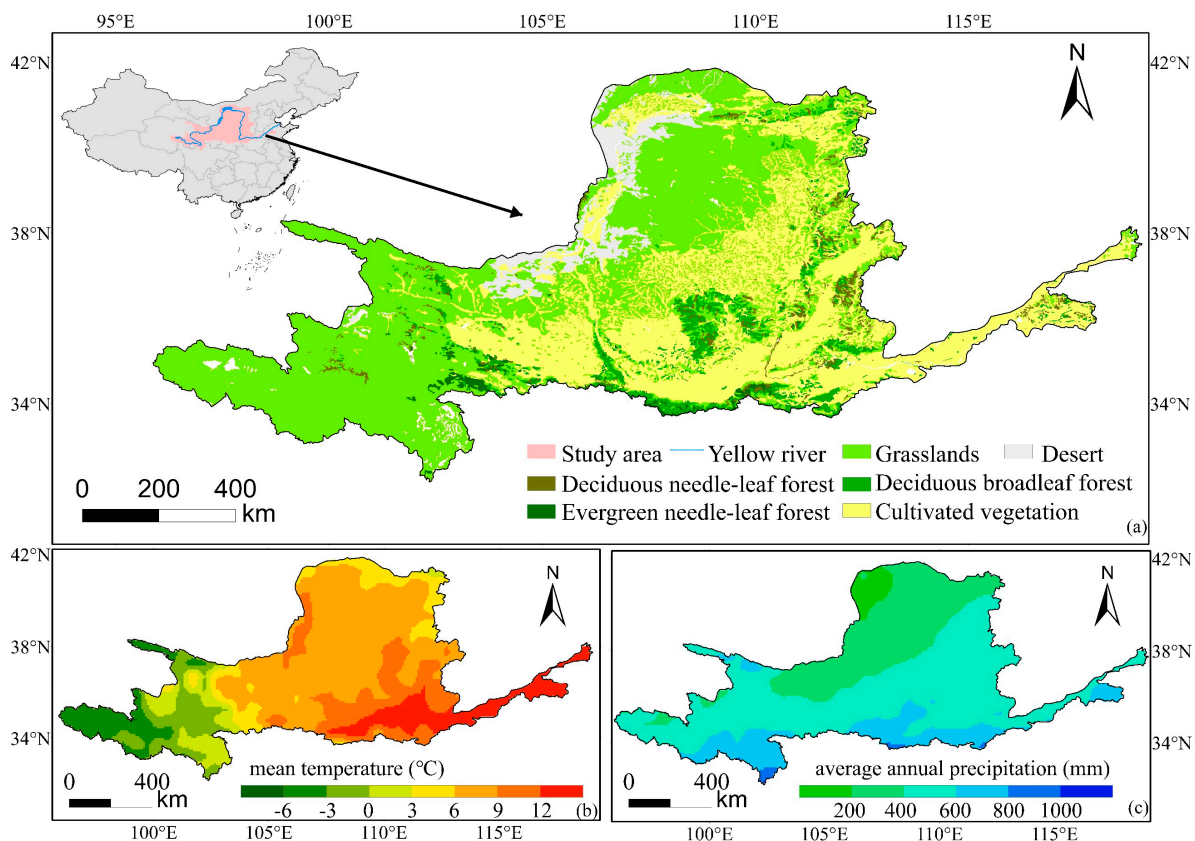 95°E 100°E 105°E 110°E 115°E
42°N 42°N
N
38°N 38°N
34°N 34°N
Study area Yellow river Grasslands Desert
0 200 400 Deciduous needle-leaf forest Deciduous broadleaf forest
km Evergreen needle-leaf forest Cultivated vegetation (a)
42°N 42°N
N N
38°N 38°N
34°N 34°N
mean temperature (°C) average annual precipitation (mm)
0 400 0 400
km -6 -3 0 3 6 9 12 (b) km 200 400 600 800 1000 (c)
100°E 105°E 110°E 115°E 100°E 105°E 110°E 115°E